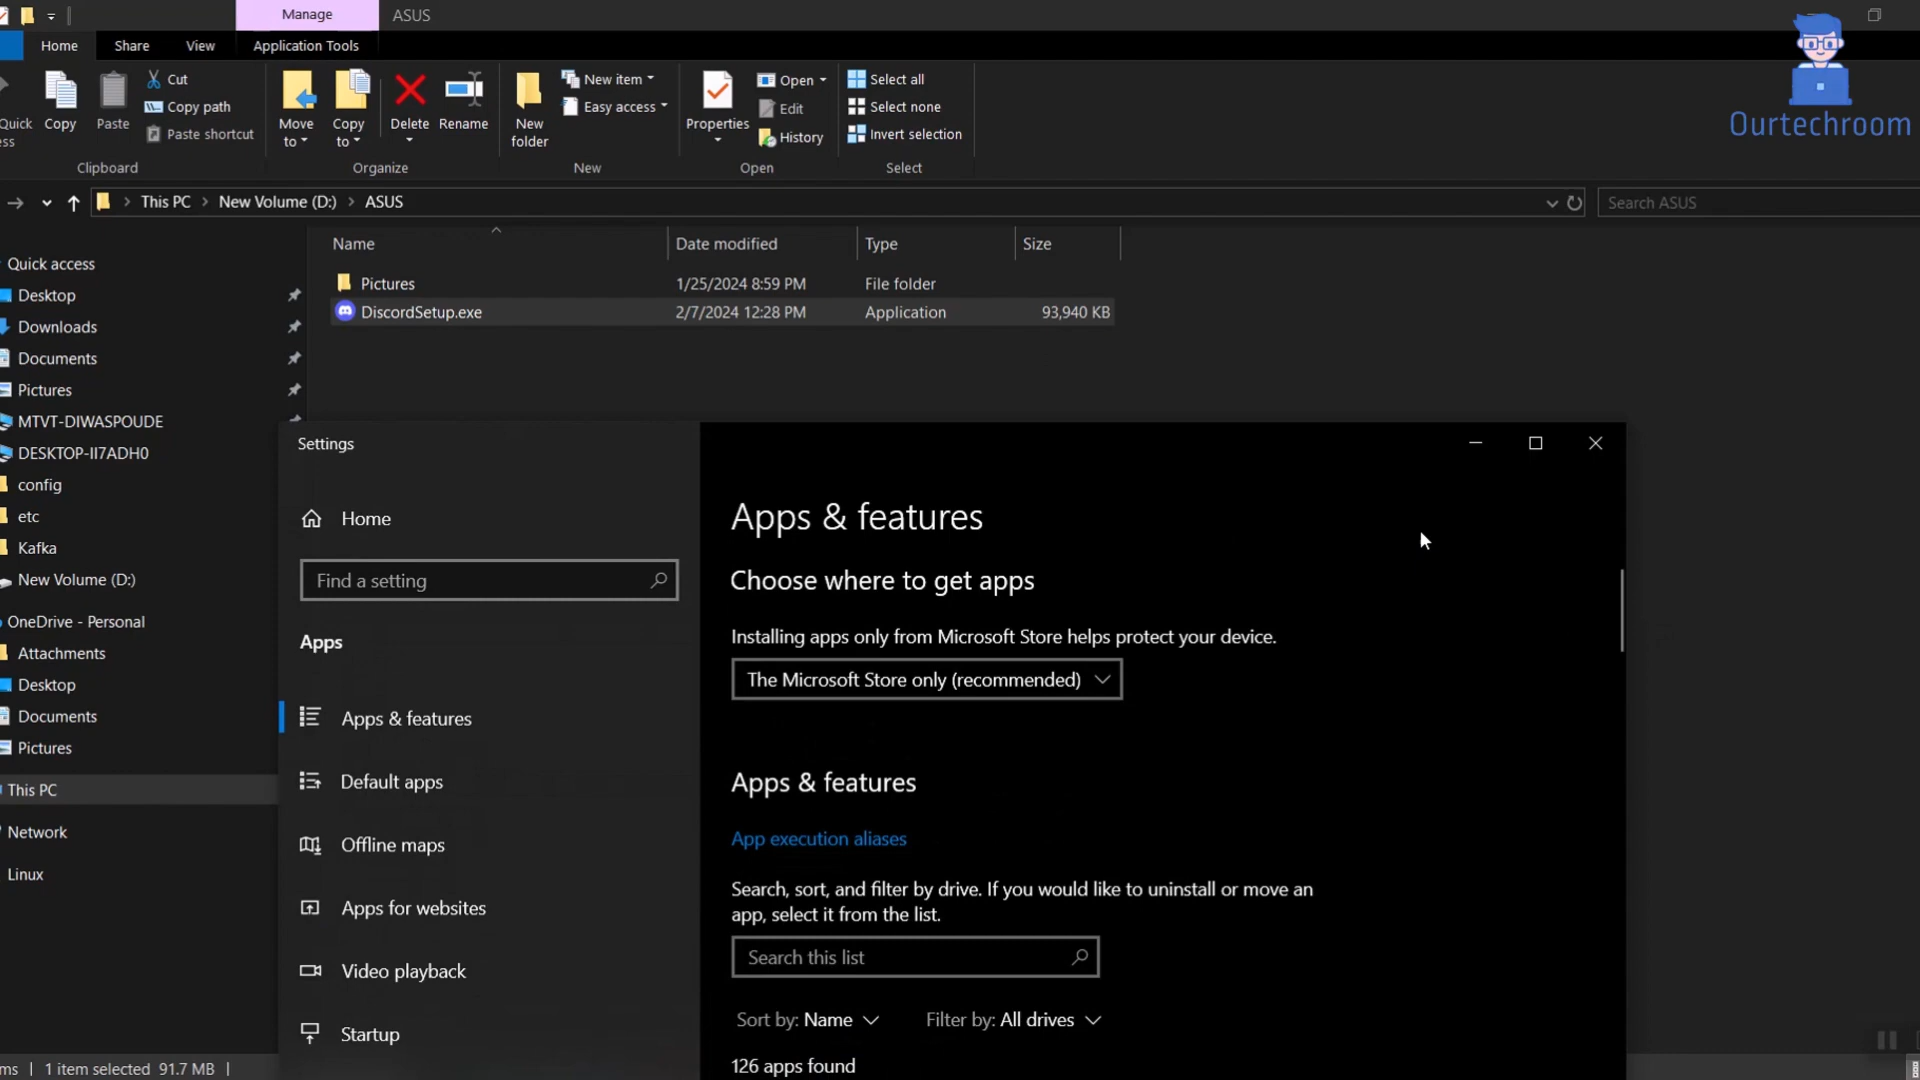 Manage
ASUS
Home
Share
View
Application Tools
Quick
ess
Copy
Paste
Cut
Copy path
Paste shortcut
Clipboard
Move
to
Copy
to
Delete
Rename
Organize
New
folder
New item
Easy access
New
Properties
Open
Edit
History
Open
Select all
Select none
Invert selection
Select
Ourtechroom
This PC
New Volume (D:)
ASUS
Search ASUS
Name
Date modified
Type
Size
Pictures
1/25/2024 8:59 PM
File folder
DiscordSetup.exe
2/7/2024 12:28 PM
Application
93,940 KB
Quick access
Desktop
Downloads
Documents
Pictures
MTVT-DIWASPOUDE
DESKTOP-II7ADH0
config
etc
Kafka
New Volume (D:)
OneDrive - Personal
Attachments
Desktop
Documents
Pictures
This PC
Network
Linux
ms
1 item selected 91.7 MB
Settings
Home
Find a setting
Apps
Apps & features
Default apps
Offline maps
Apps for websites
Video playback
Startup
Apps & features
Choose where to get apps
Installing apps only from Microsoft Store helps protect your device.
The Microsoft Store only (recommended)
Apps & features
App execution aliases
Search, sort, and filter by drive. If you would like to uninstall or move an
app, select it from the list.
Search this list
Sort by: Name
Filter by: All drives
126 apps found